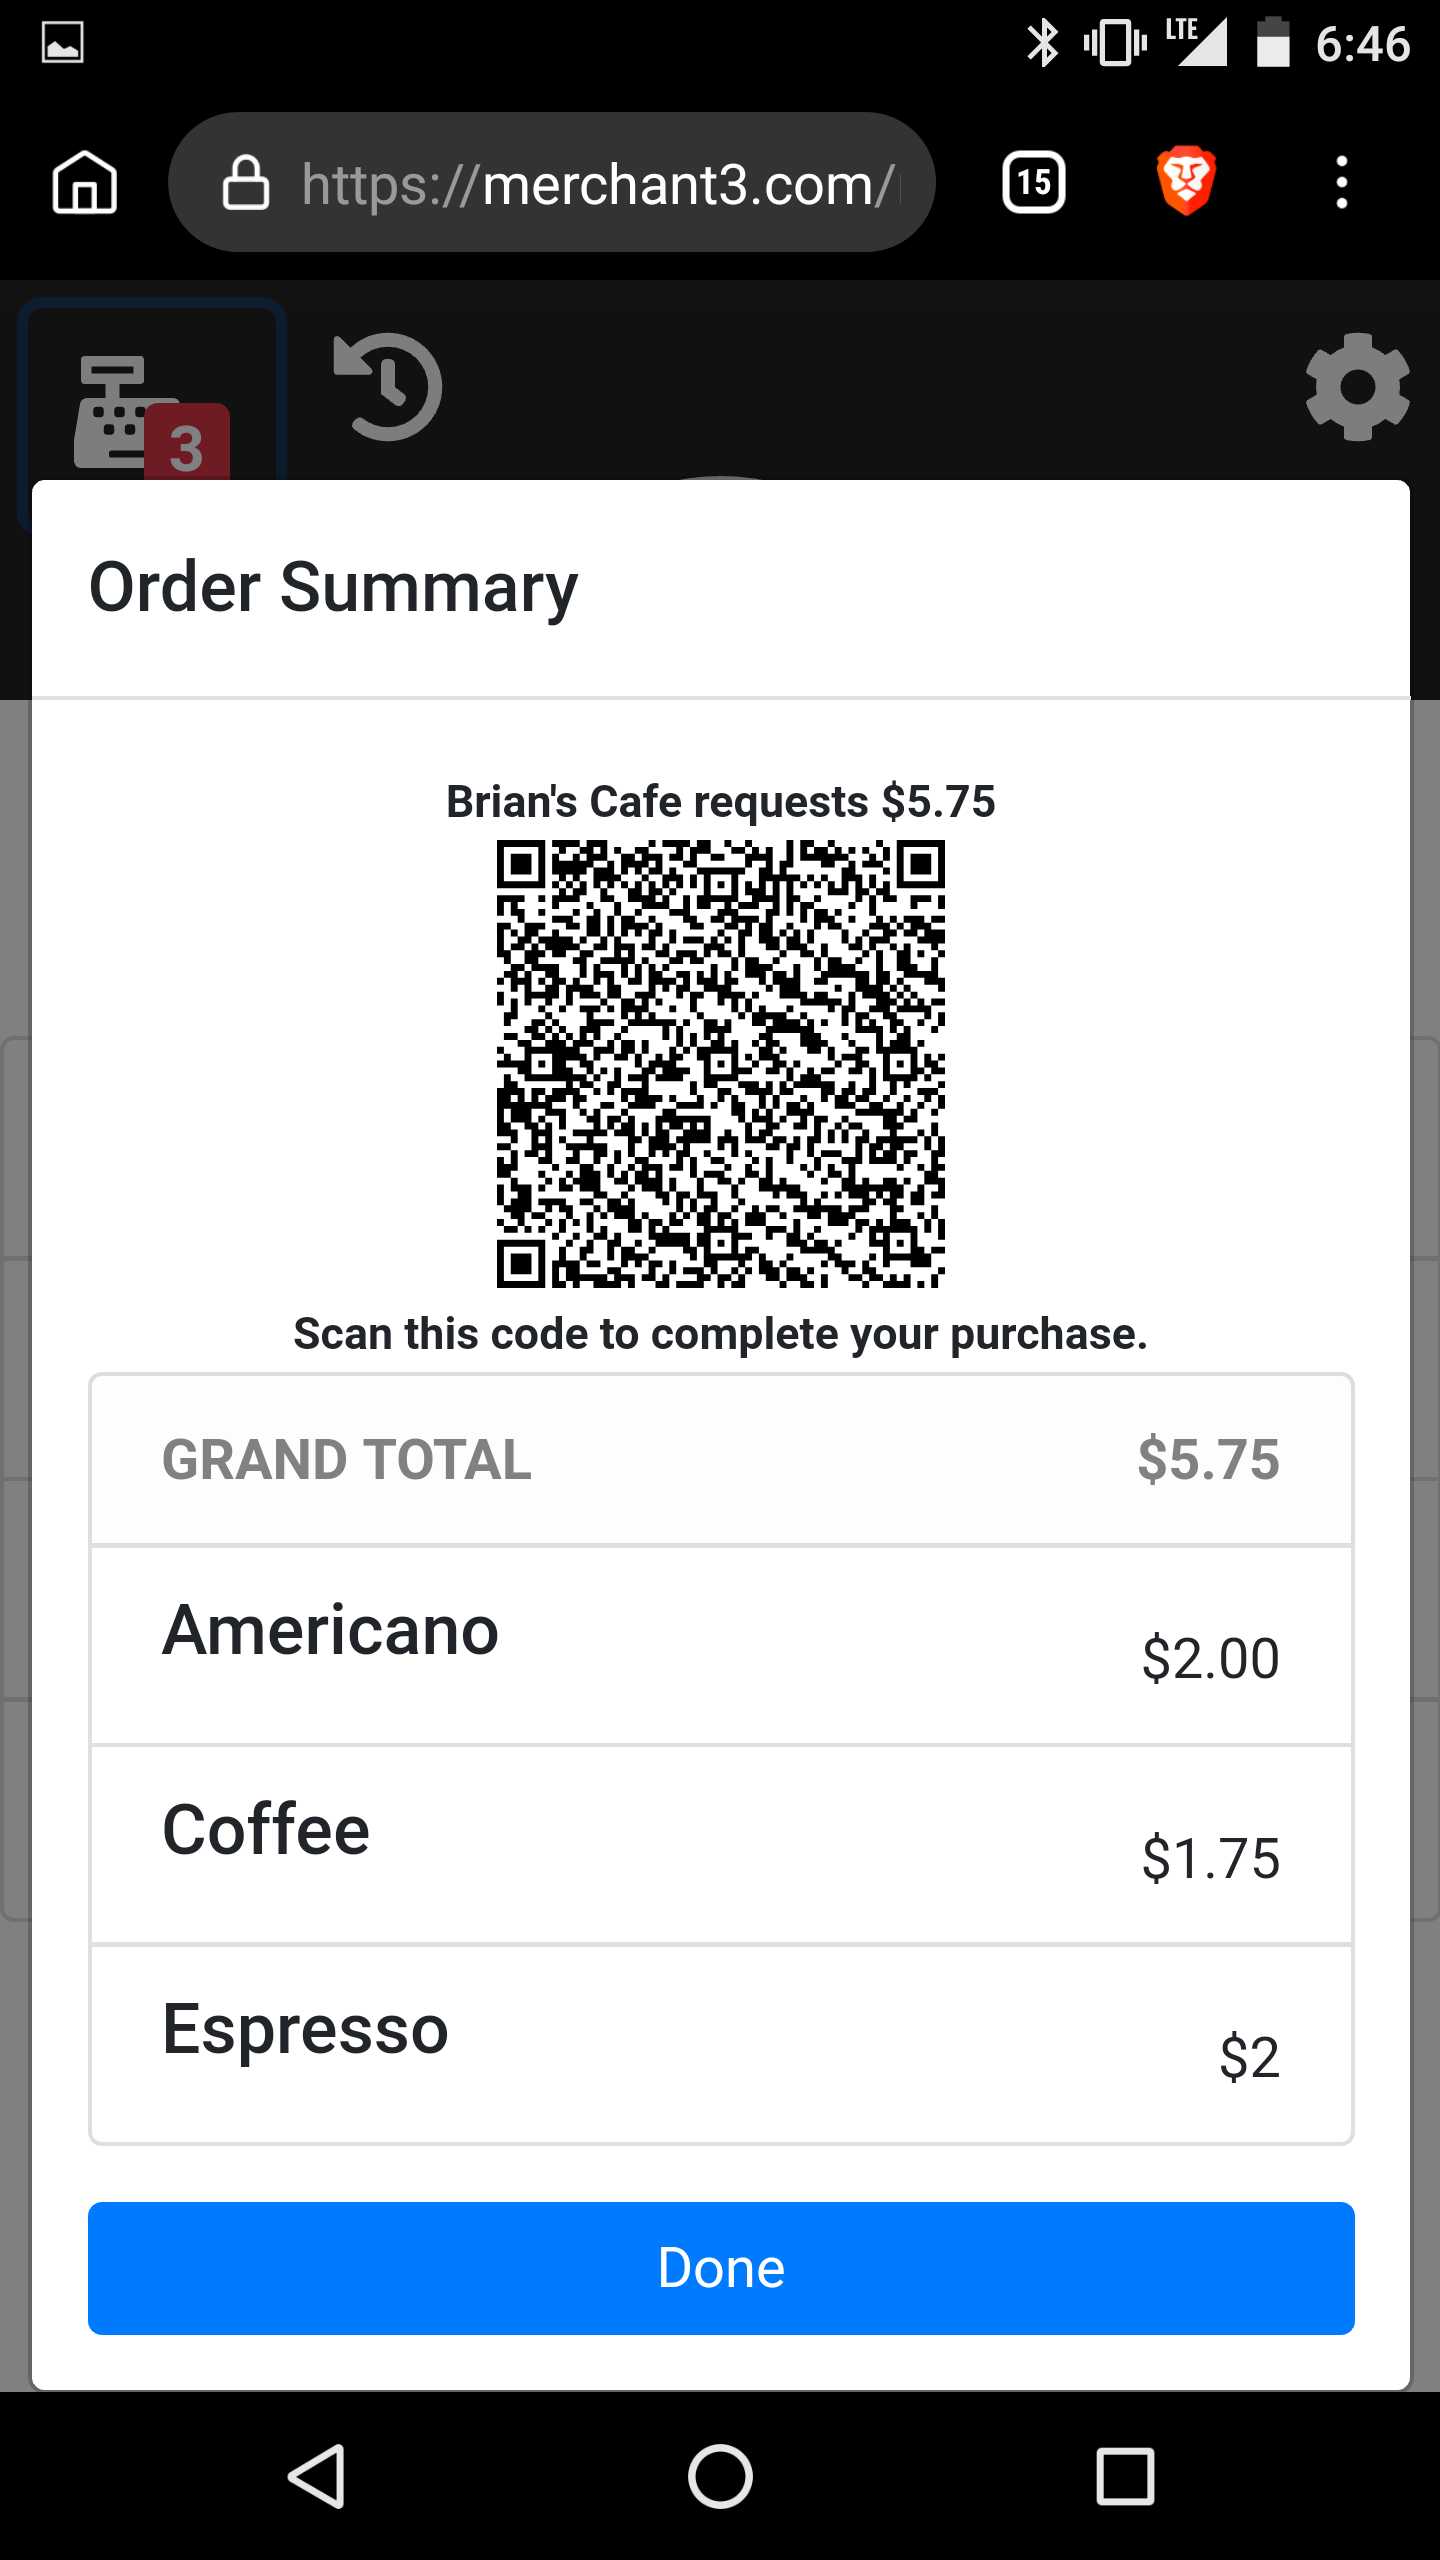 LTE 6:46
https://merchant3.com/
15
3
Order Summary
Brian's Cafe requests $5.75
Scan this code to complete your purchase.
GRAND TOTAL $5.75
Americano $2.00
Coffee $1.75
Espresso $2
Done